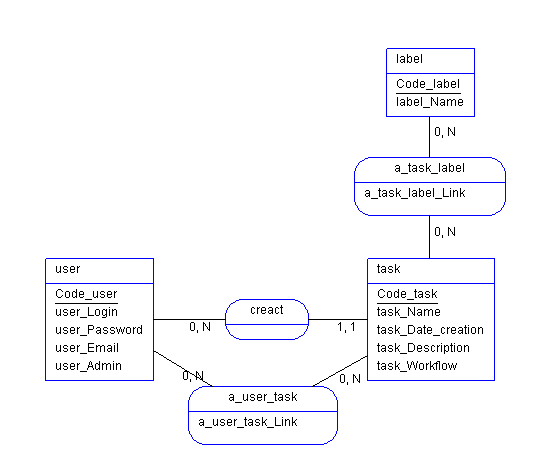 label
Code_label
label_Name
0, N
a_task_label
a_task_label_Link
0, N
user
Code_user
user_Login
user_Password
user_Email
user_Admin
task
Code_task
task_Name
task_Date_creation
task_Description
task_Workflow
creact
0, N
1, 1
0, N
0, N
a_user_task
a_user_task_Link